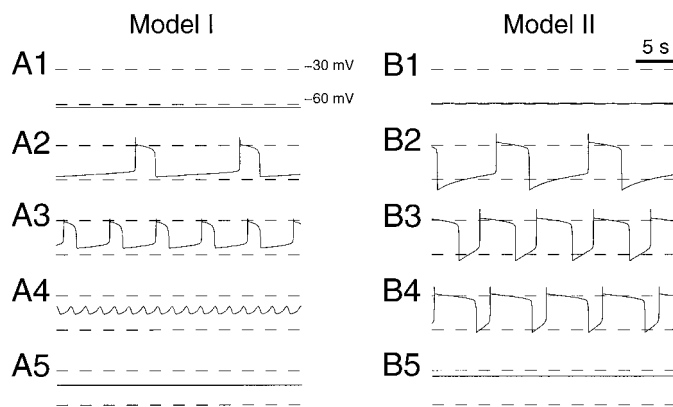 Model I
Model II
5 s
A1
–30 mV
–60 mV
B1
A2
B2
A3
B3
A4
B4
A5
B5